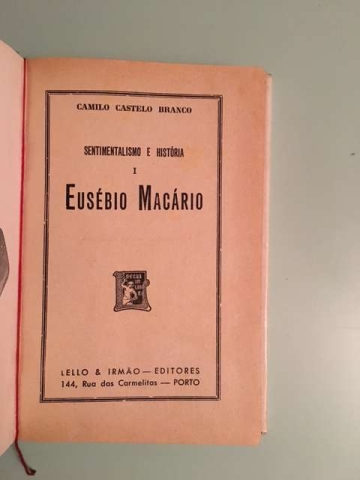 CAMILO CASTELO BRANCO
SENTIMENTALISMO E HISTÓRIA
I
EUSÉBIO MACÁRIO
LELLO & IRMÃO — EDITORES
144, Rua das Carmelitas — PORTO